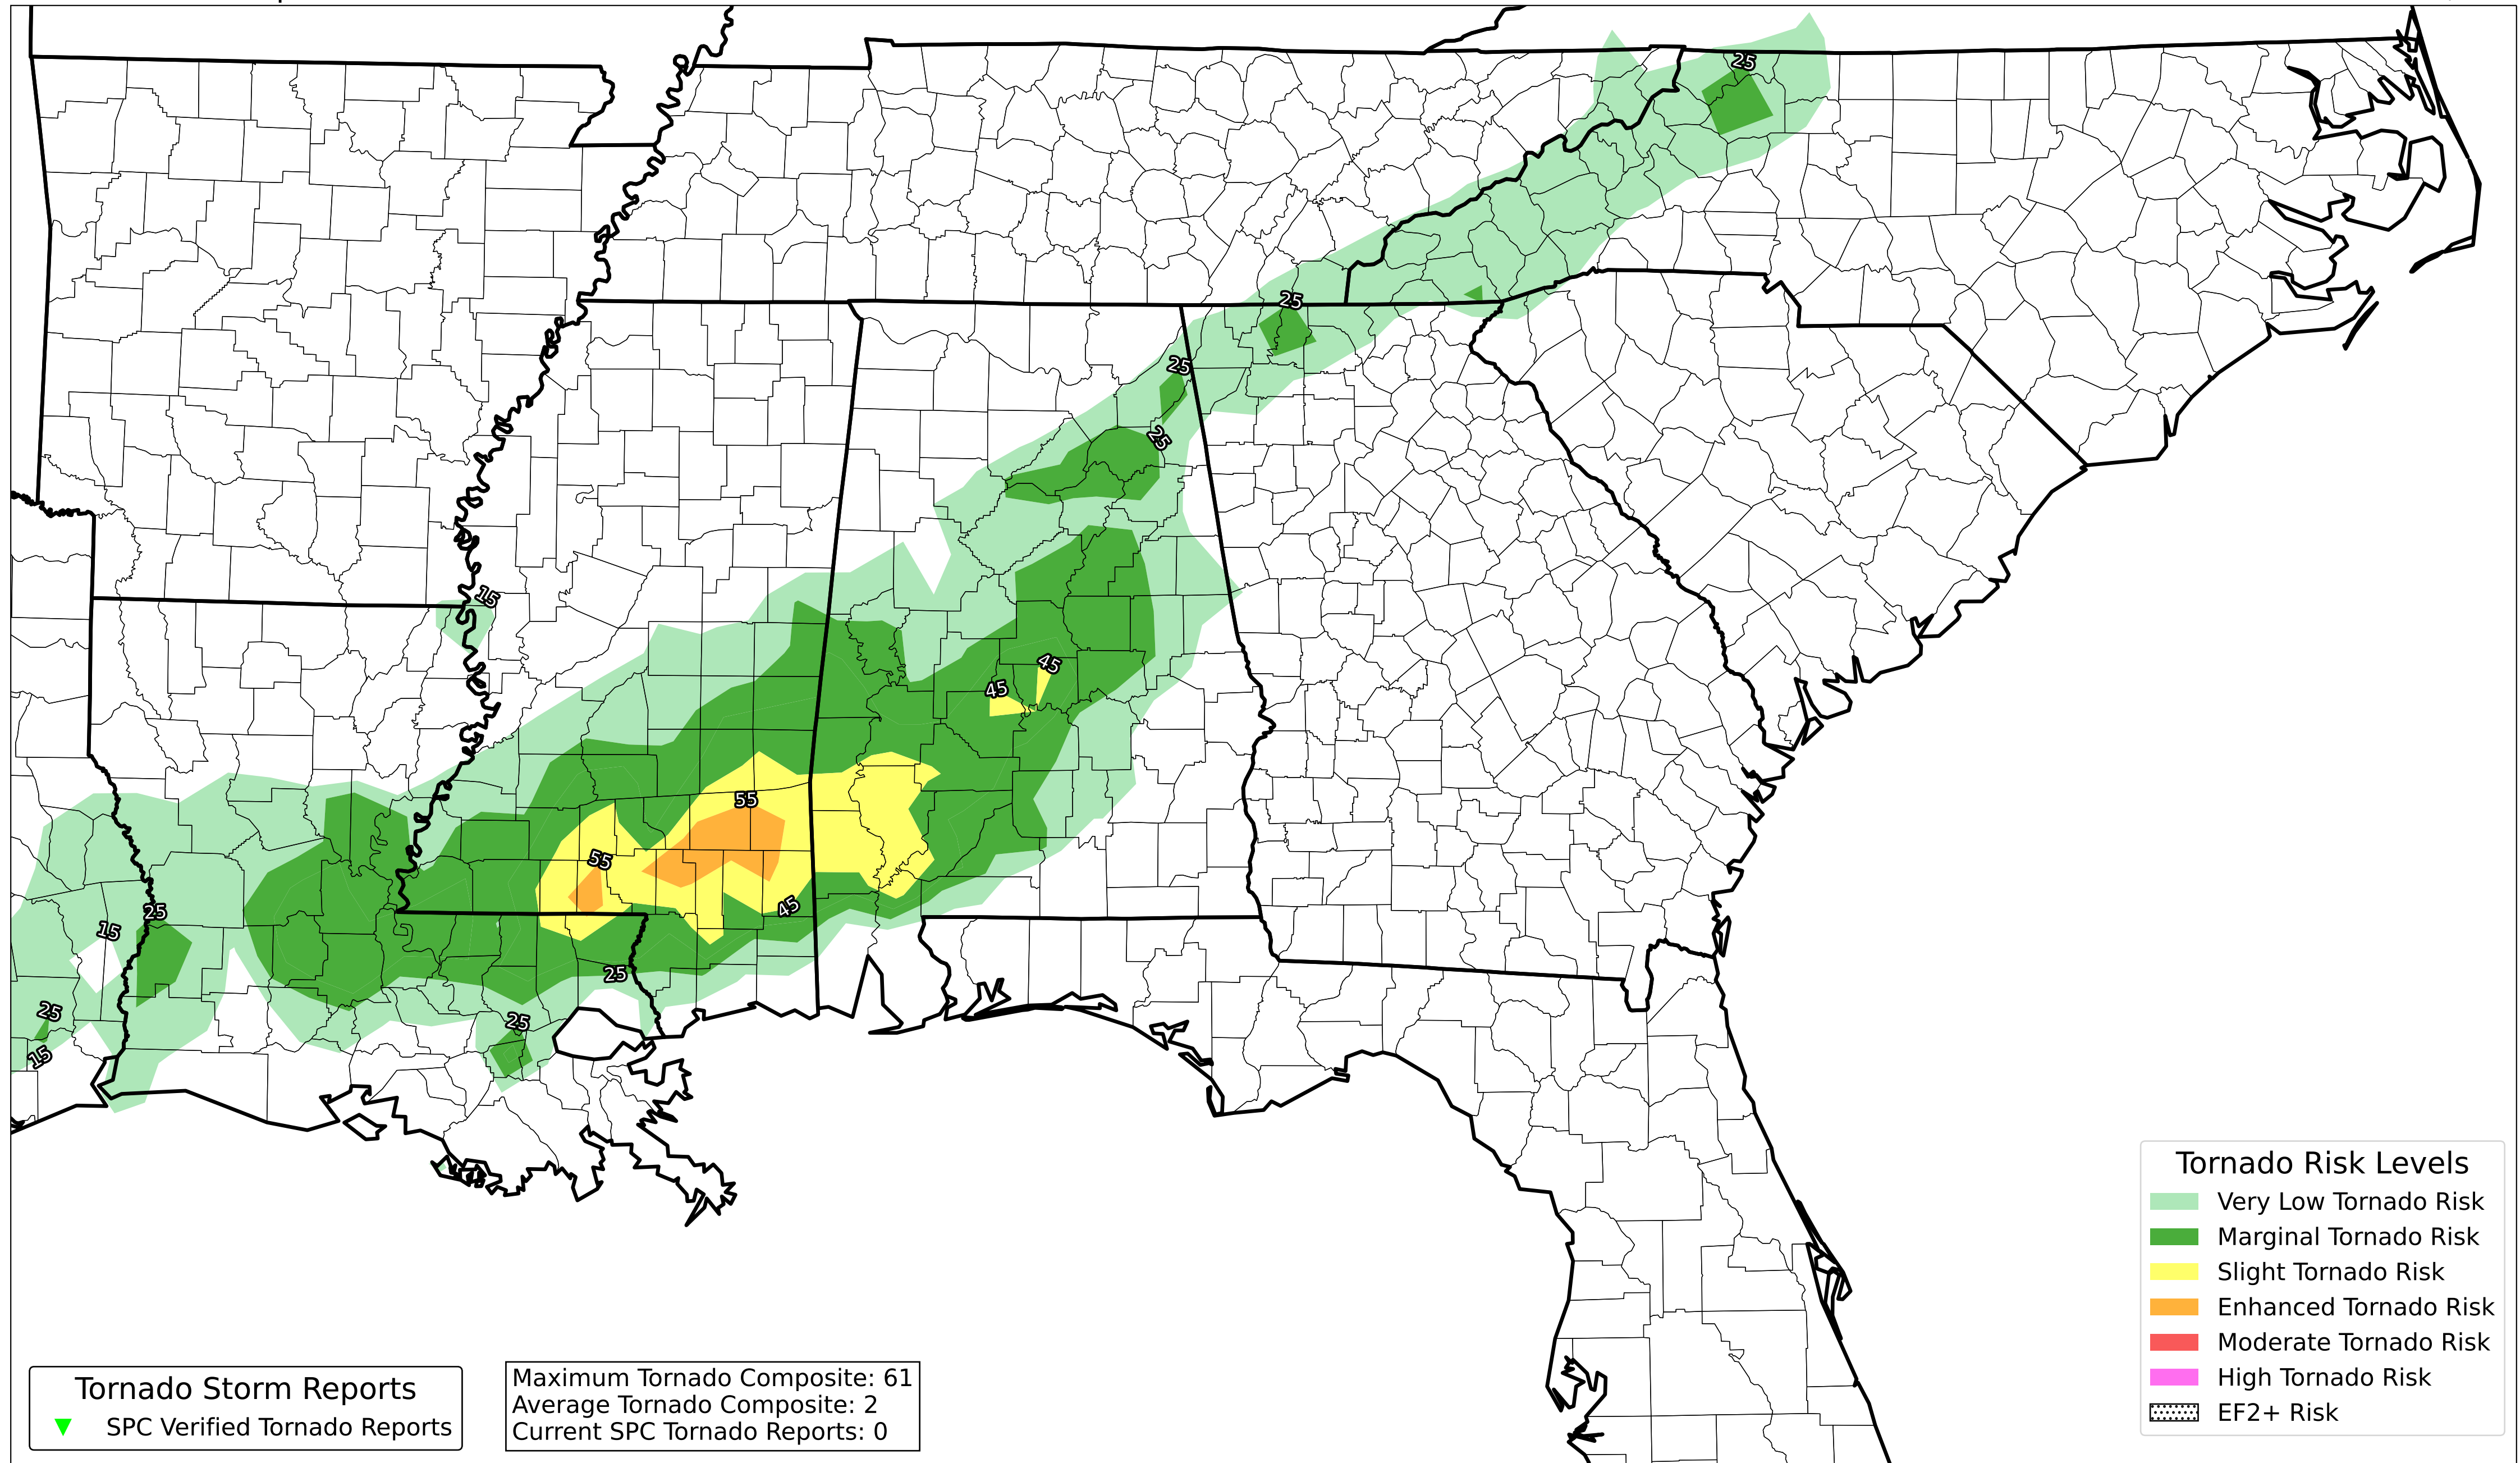 25
25
25
25
15
45
45
55
55
45
25
15
25
25
25
15
Tornado Risk Levels
Very Low Tornado Risk
Marginal Tornado Risk
Slight Tornado Risk
Enhanced Tornado Risk
Moderate Tornado Risk
High Tornado Risk
EF2+ Risk
Tornado Storm Reports
SPC Verified Tornado Reports
Maximum Tornado Composite: 61
Average Tornado Composite: 2
Current SPC Tornado Reports: 0